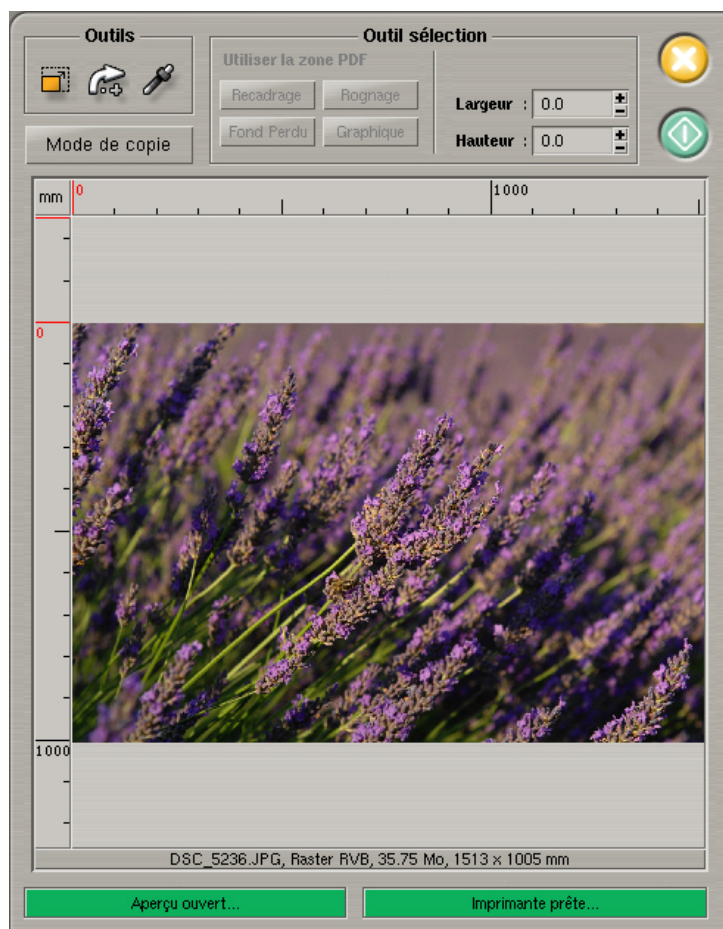 Outils
Outil sélection
Utiliser la zone PDF
Recadrage
Rognage
Fond Perdu
Graphique
Largeur : 0.0
Hauteur : 0.0
Mode de copie
mm
0
1000
0
1000
DSC_5236.JPG, Raster RVB, 35.75 Mo, 1513 x 1005 mm
Aperçu ouvert...
Imprimante prête...